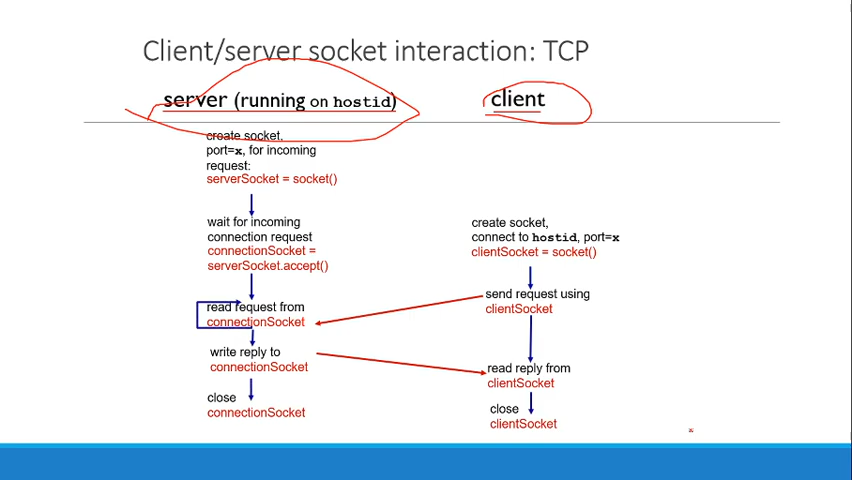 Client/server socket interaction: TCP
server (running on hostid)
client
create socket,
port=x, for incoming
request:
serverSocket = socket()
wait for incoming
connection request
connectionSocket =
serverSocket.accept()
create socket,
connect to hostid, port=x
clientSocket = socket()
send request using
clientSocket
read request from
connectionSocket
write reply to
connectionSocket
read reply from
clientSocket
close
connectionSocket
close
clientSocket